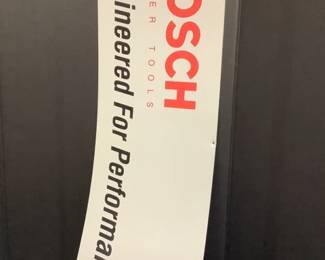 OSCH
ER TOOLS
ineered For Performa